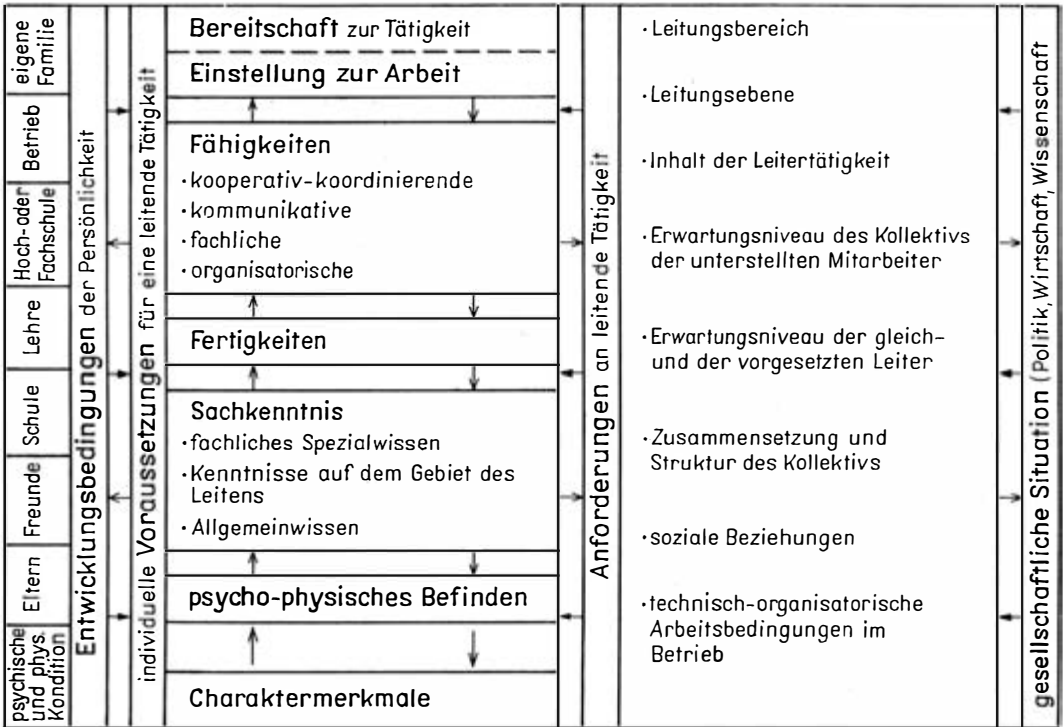 eigene
Familie
Betrieb
Hoch-oder
Fachschule
Lehre
Schule
Freunde
Eltern
psychische
und phys.
Kondition
Entwicklungsbedingungen der Persönlichkeit
individuelle Voraussetzungen für eine leitende Tätigkeit
Bereitschaft zur Tätigkeit
Einstellung zur Arbeit
Fähigkeiten
·kooperativ-koordinierende
·kommunikative
·fachliche
·organisatorische
Fertigkeiten
Sachkenntnis
·fachliches Spezialwissen
·Kenntnisse auf dem Gebiet des
Leitens
·Allgemeinwissen
psycho-physisches Befinden
Charaktermerkmale
Anforderungen an leitende Tätigkeit
·Leitungsbereich
·Leitungsebene
·Inhalt der Leitertätigkeit
·Erwartungsniveau des Kollektivs
der unterstellten Mitarbeiter
·Erwartungsniveau der gleich-
und der vorgesetzten Leiter
·Zusammensetzung und
Struktur des Kollektivs
·soziale Beziehungen
·technisch-organisatorische
Arbeitsbedingungen im
Betrieb
gesellschaftliche Situation (Politik,Wirtschaft,Wissenschaft